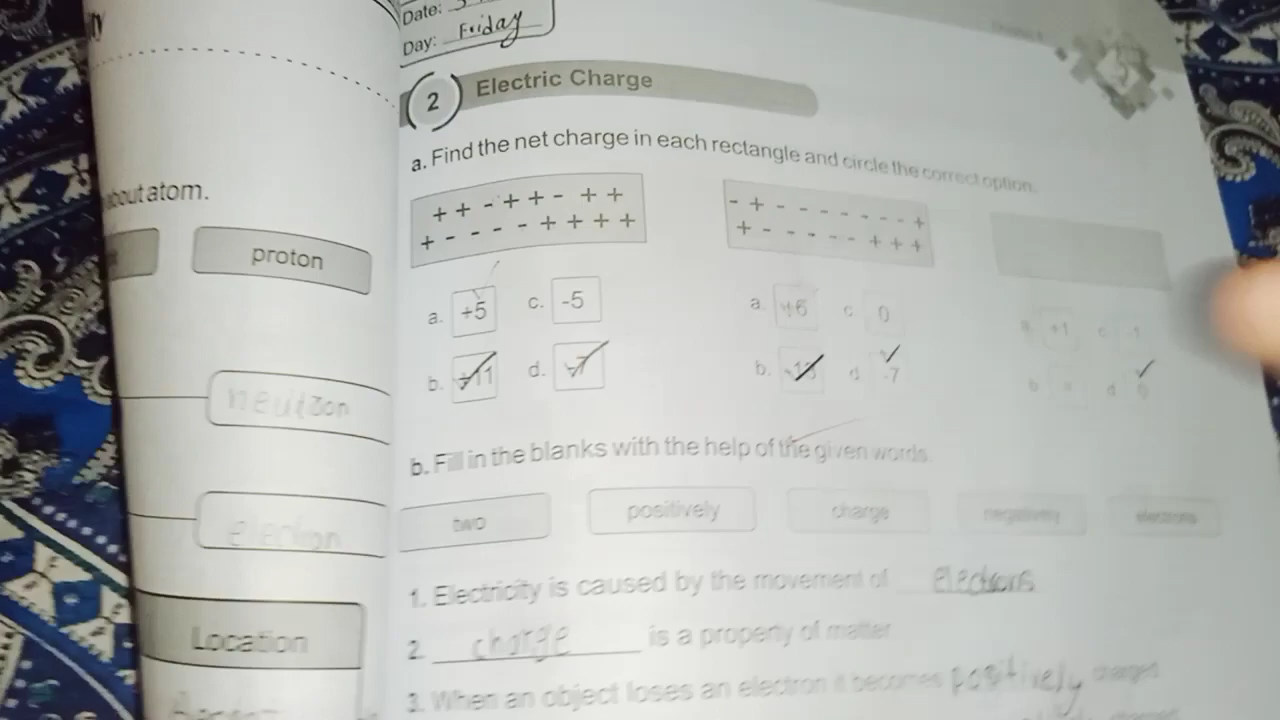 Date:
Day: Friday
2 Electric Charge
a. Find the net charge in each rectangle and circle the correct option.
about atom.
proton
+ + - + + - + +
+ - - - - + + + +
- + - - - - - - - +
+ - - - - - + + +
a. +5 c. -5
b. +11 d.
a. +6 c. 0
b. d. -7
a. +1 c.
b. d.
neutron
election
b. Fill in the blanks with the help of the given words.
two positively charge negatively electrons
1. Electricity is caused by the movement of electrons
2. charge is a property of matter
3. When an object loses an electron it becomes positively charged
Location